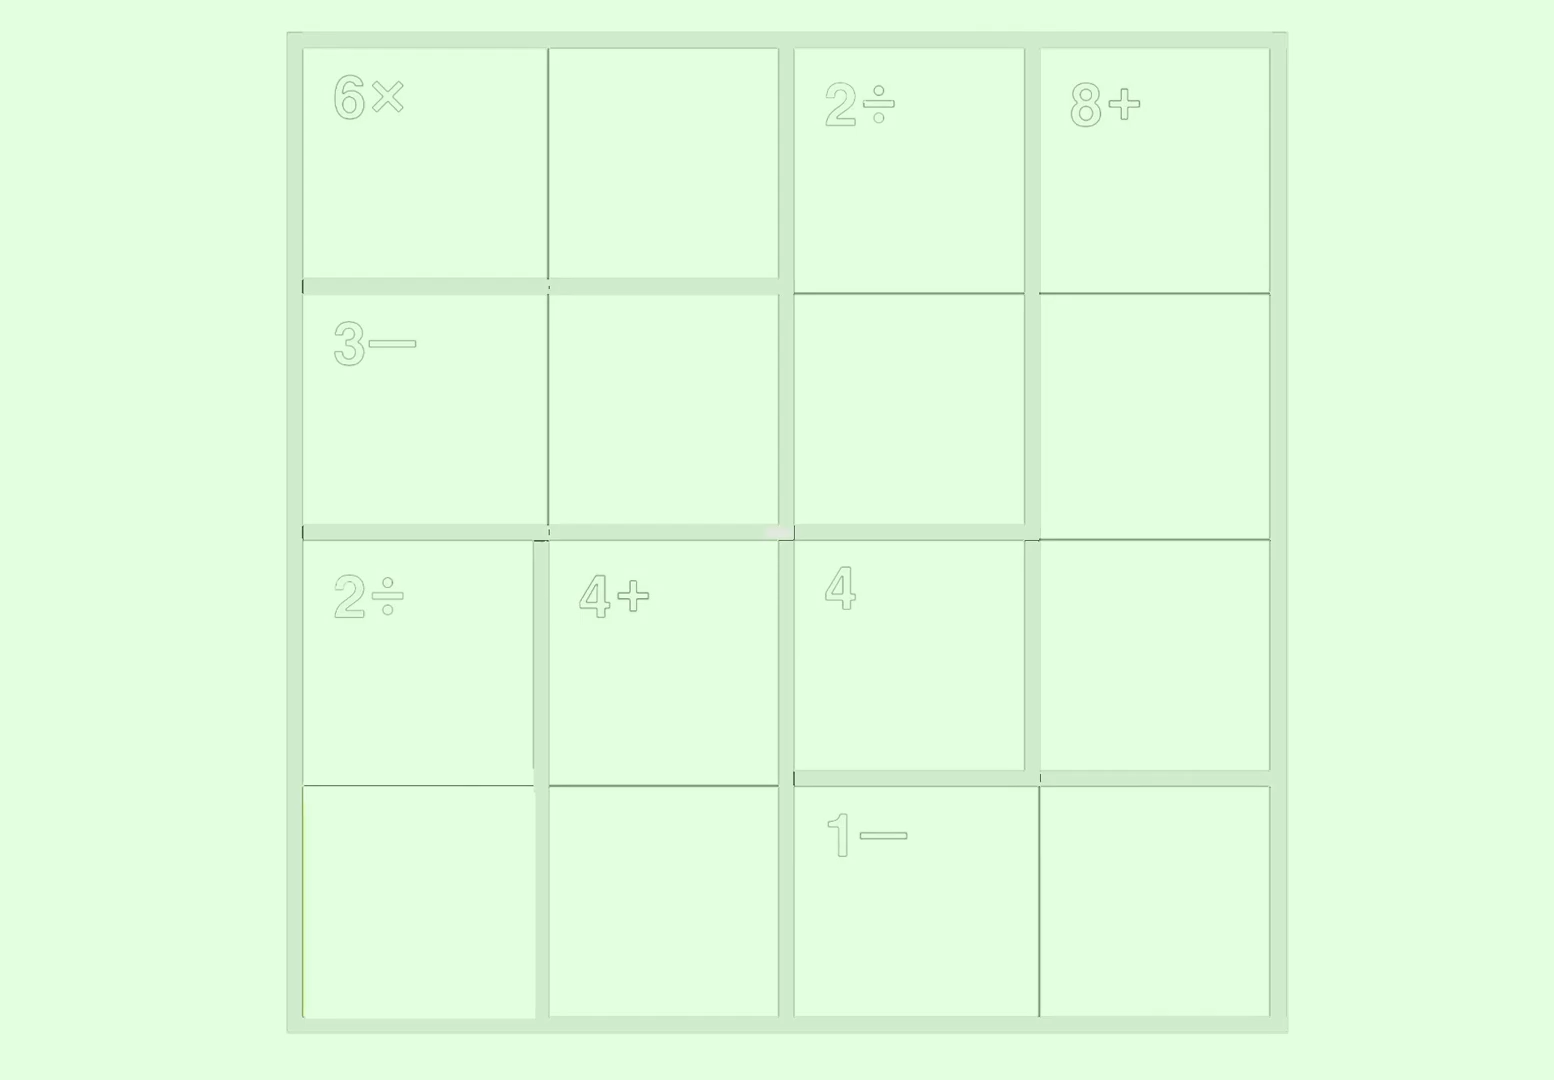 6× 2÷ 8+
3—
2÷ 4+ 4
1—